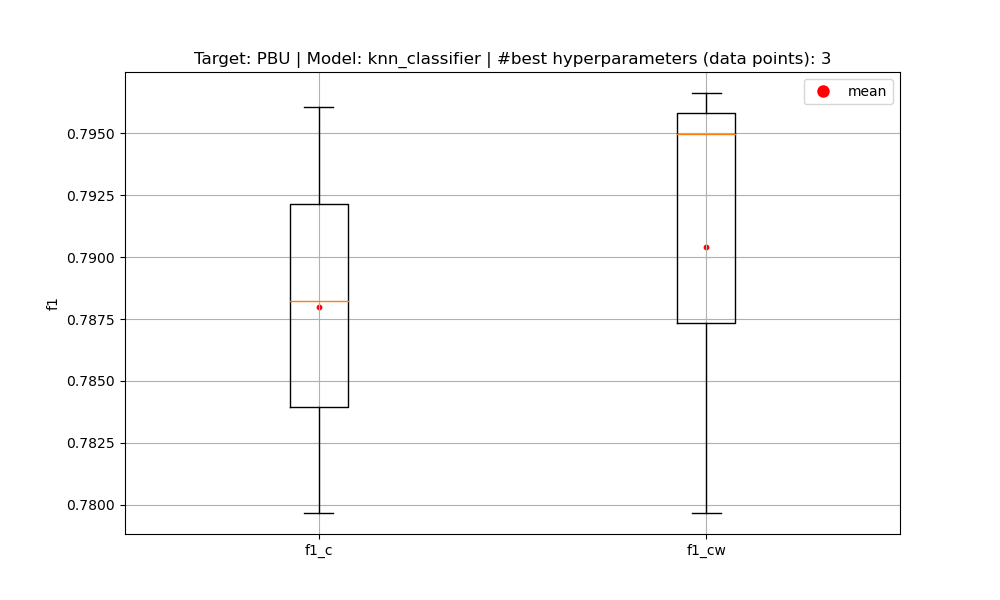 Target: PBU | Model: knn_classifier | #best hyperparameters (data points): 3
mean
0.7950
0.7925
0.7900
0.7875
0.7850
0.7825
0.7800
f1
f1_c
f1_cw